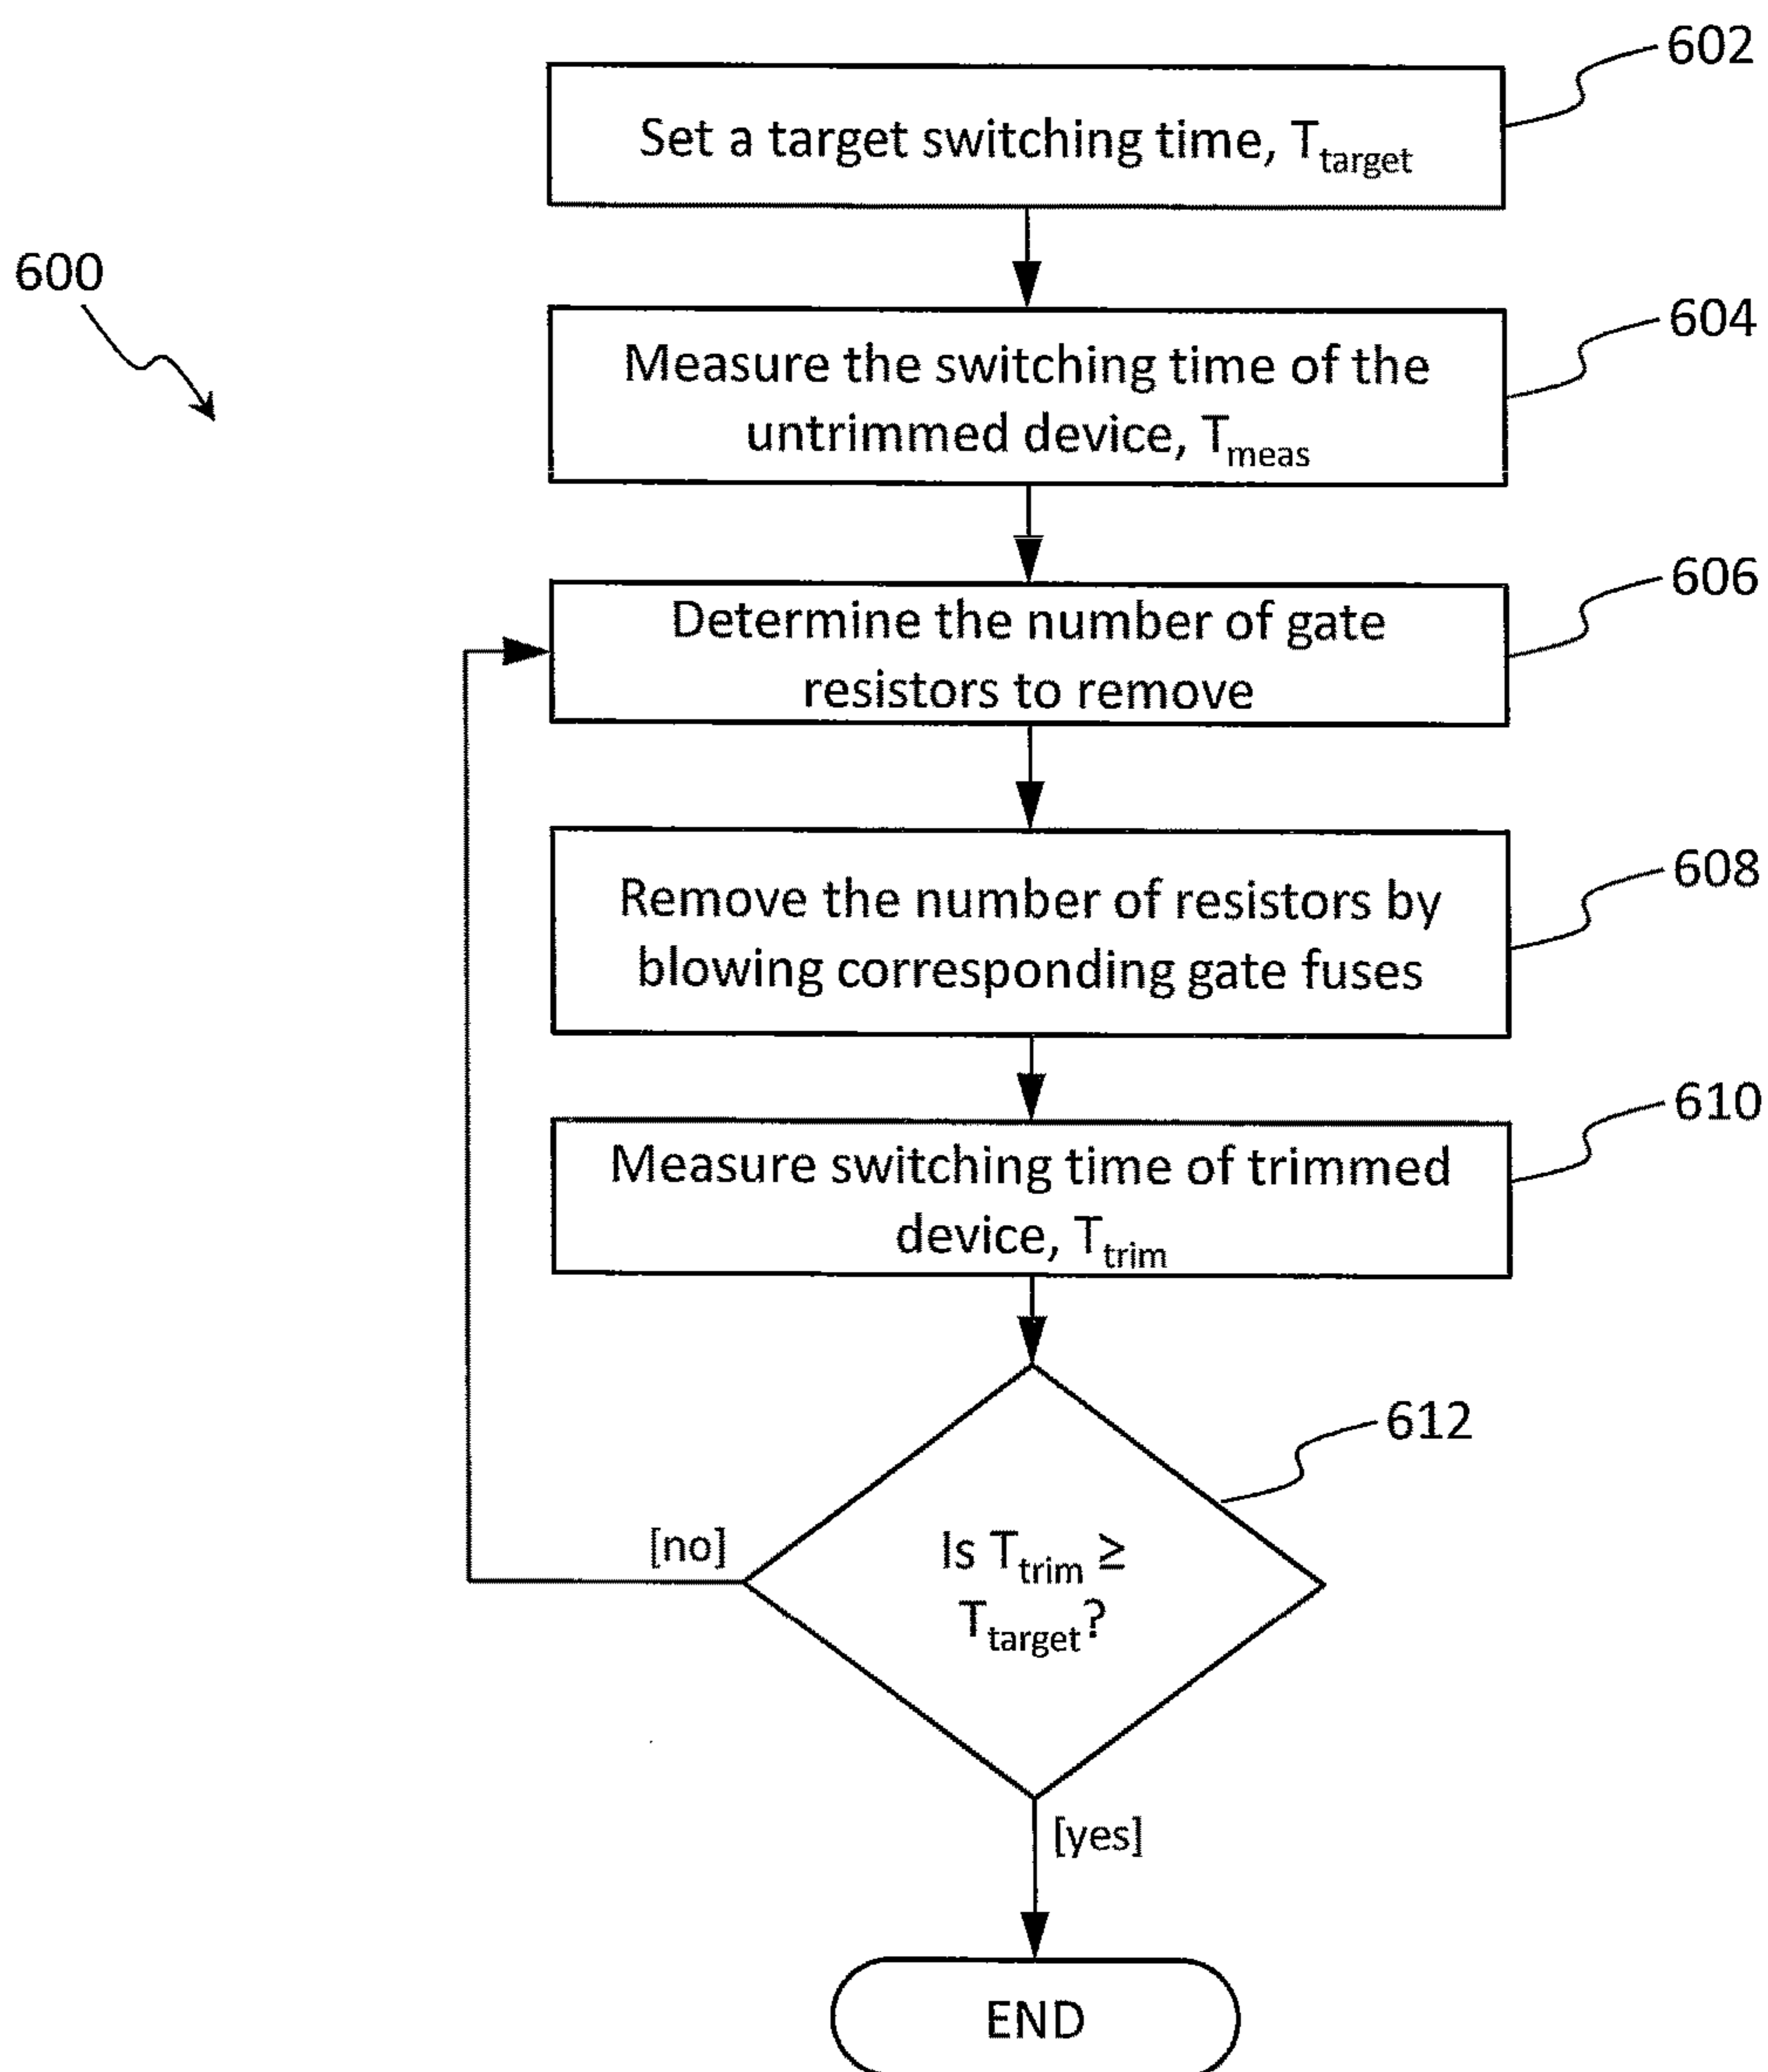 602
Set a target switching time, Ttarget
600
604
Measure the switching time of the
untrimmed device, Tmeas
606
Determine the number of gate
resistors to remove
608
Remove the number of resistors by
blowing corresponding gate fuses
610
Measure switching time of trimmed
device, Ttrim
612
[no]
Is Ttrim ≥
Ttarget?
[yes]
END